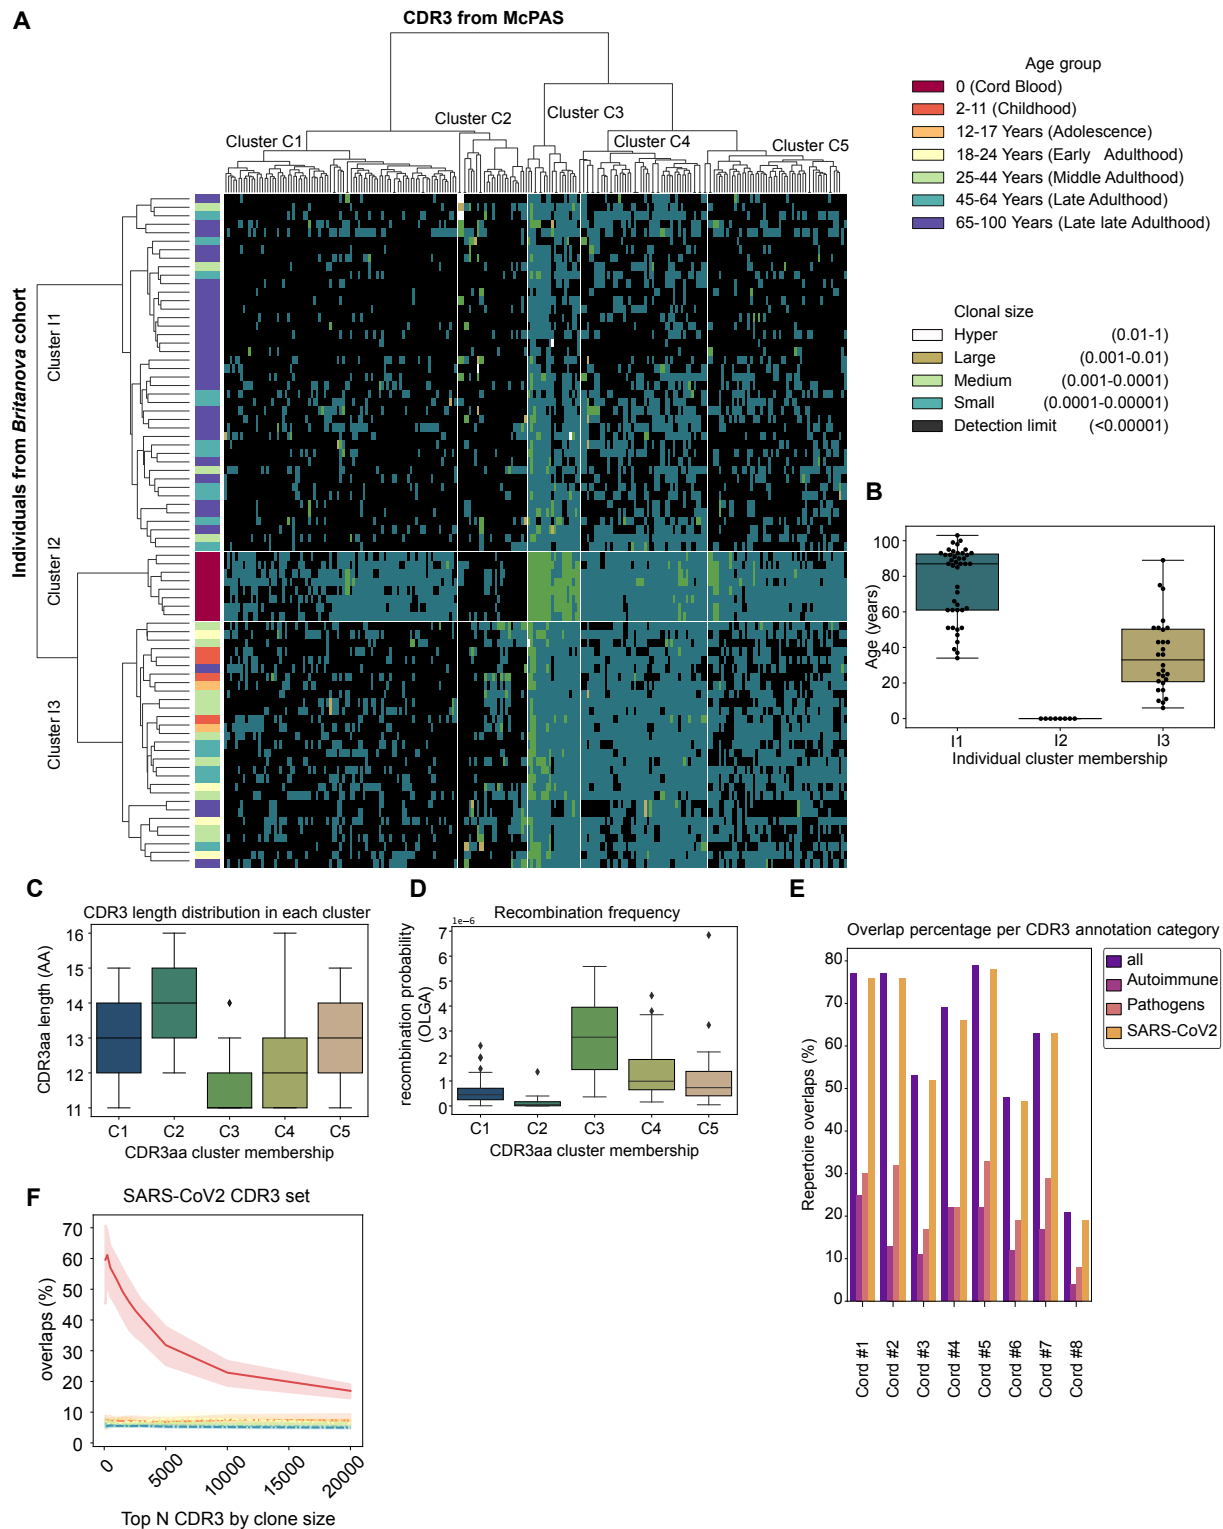 A
CDR3 from McPAS
Cluster C1
Cluster C2
Cluster C3
Cluster C4
Cluster C5
Individuals from Britanova cohort
Cluster I1
Cluster I2
Cluster I3
Age group
0 (Cord Blood)
2-11 (Childhood)
12-17 Years (Adolescence)
18-24 Years (Early Adulthood)
25-44 Years (Middle Adulthood)
45-64 Years (Late Adulthood)
65-100 Years (Late late Adulthood)
Clonal size
Hyper (0.01-1)
Large (0.001-0.01)
Medium (0.001-0.0001)
Small (0.0001-0.00001)
Detection limit (<0.00001)
B
Age (years)
100
80
60
40
20
0
I1 I2 I3
Individual cluster membership
C
CDR3 length distribution in each cluster
CDR3aa length (AA)
16
15
14
13
12
11
C1 C2 C3 C4 C5
CDR3aa cluster membership
D
Recombination frequency
1e-6
recombination probability
(OLGA)
7
6
5
4
3
2
1
0
C1 C2 C3 C4 C5
CDR3aa cluster membership
E
Overlap percentage per CDR3 annotation category
all
Autoimmune
Pathogens
SARS-CoV2
Repertoire overlaps (%)
80
70
60
50
40
30
20
10
0
Cord #1
Cord #2
Cord #3
Cord #4
Cord #5
Cord #6
Cord #7
Cord #8
F
SARS-CoV2 CDR3 set
overlaps (%)
70
60
50
40
30
20
10
0
0 5000 10000 15000 20000
Top N CDR3 by clone size